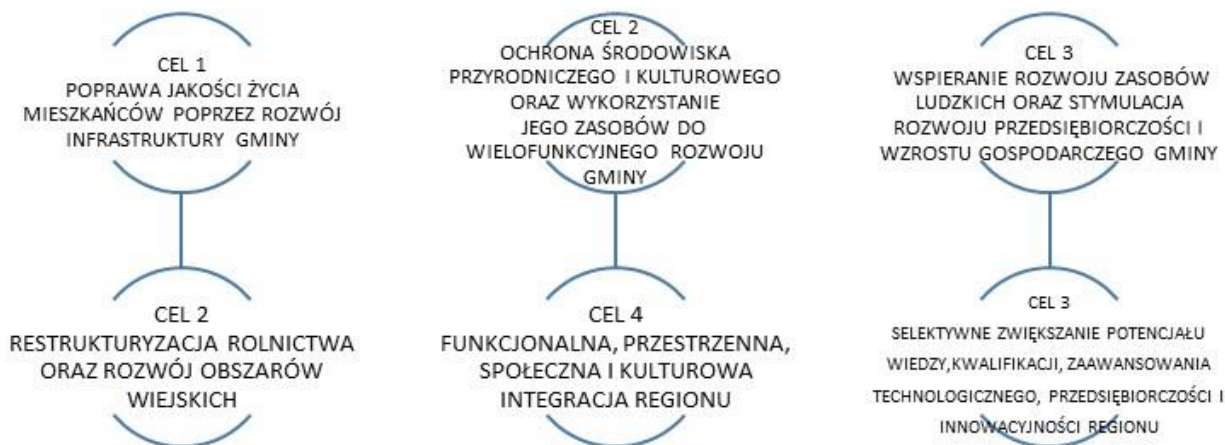 CEL 1
POPRAWA JAKOŚCI ŻYCIA
MIESZKAŃCÓW POPRZEZ ROZWÓJ
INFRASTRUKTURY GMINY
CEL 2
OCHRONA ŚRODOWISKA
PRZYRODNICZEGO I KULTUROWEGO
ORAZ WYKORZYSTANIE
JEGO ZASOBÓW DO
WIELOFUNKCYJNEGO ROZWOJU
GMINY
CEL 3
WSPIERANIE ROZWOJU ZASOBÓW
LUDZKICH ORAZ STYMULACJA
ROZWOJU PRZEDSIĘBIORCZOŚCI I
WZROSTU GOSPODARCZEGO GMINY
CEL 2
RESTRUKTURYZACJA ROLNICTWA
ORAZ ROZWÓJ OBSZARÓW
WIEJSKICH
CEL 4
FUNKCJONALNA, PRZESTRZENNA,
SPOŁECZNA I KULTUROWA
INTEGRACJA REGIONU
CEL 3
SELEKTYWNE ZWIĘKSZANIE POTENCJAŁU
WIEDZY,KWALIFIKACJI, ZAAWANSOWANIA
TECHNOLOGICZNEGO, PRZEDSIĘBIORCZOŚCI I
INNOWACYJNOŚCI REGIONU